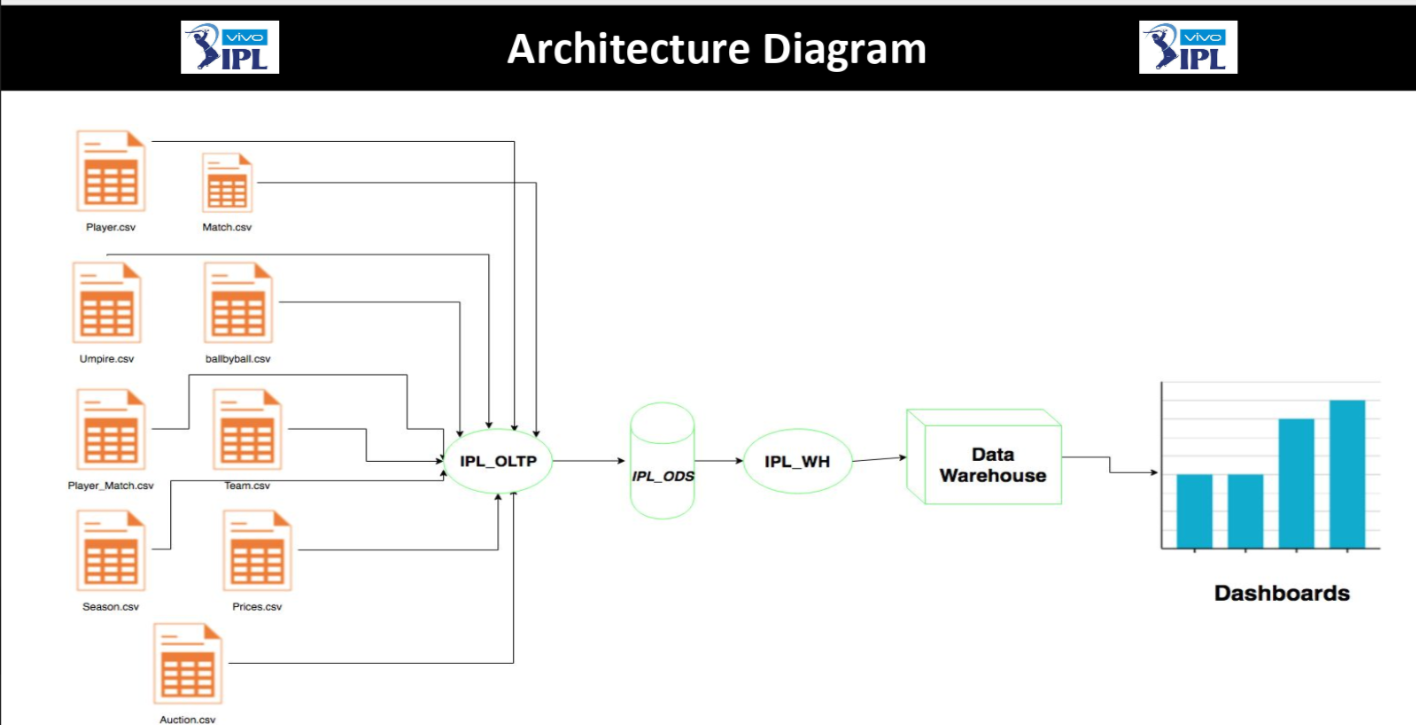 vivo
IPL
Architecture Diagram
vivo
IPL
Player.csv
Match.csv
Umpire.csv
ballbyball.csv
Player_Match.csv
Team.csv
IPL_OLTP
IPL_ODS
IPL_WH
Data
Warehouse
Season.csv
Prices.csv
Dashboards
Auction.csv